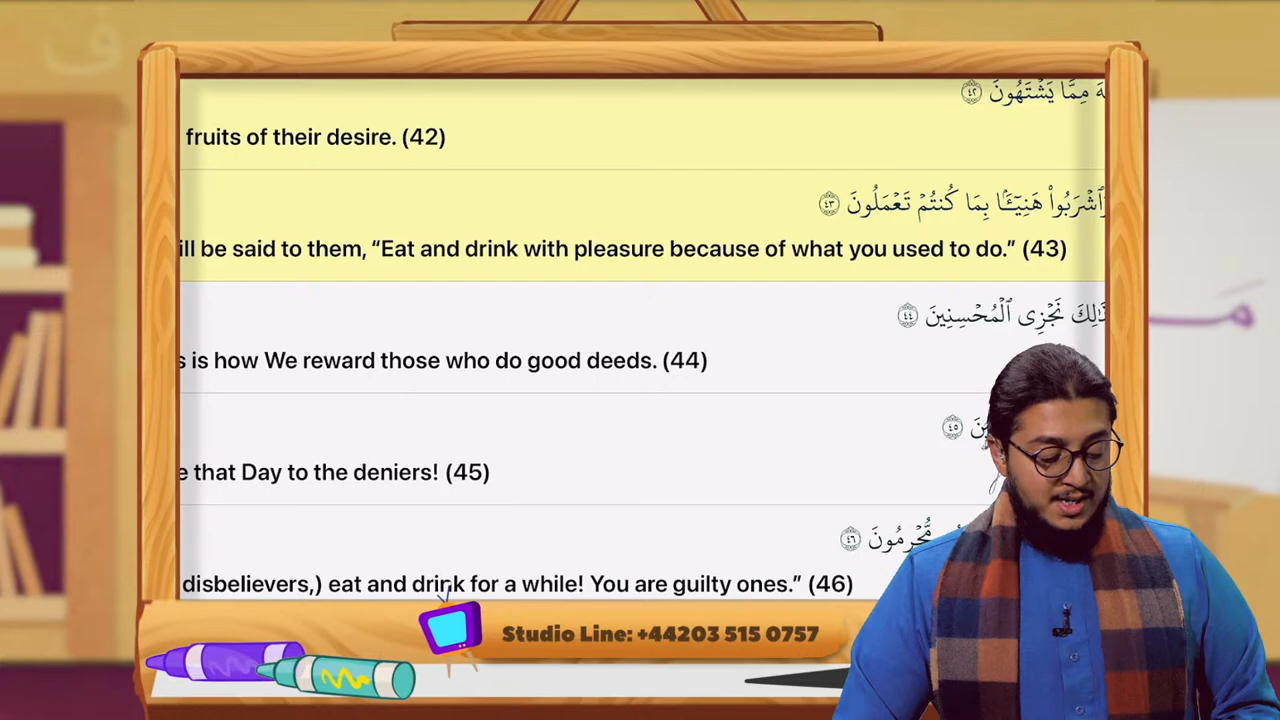 مِمَّا يَشْتَهُونَ ٤٢
fruits of their desire. (42)
هَنِيٓـَٔۢا بِمَا كُنتُمْ تَعْمَلُونَ ٤٣
ill be said to them, “Eat and drink with pleasure because of what you used to do.” (43)
نَجْزِى ٱلْمُحْسِنِينَ ٤٤
s is how We reward those who do good deeds. (44)
٤٥
e that Day to the deniers! (45)
مُّجْرِمُونَ ٤٦
disbelievers,) eat and drink for a while! You are guilty ones.” (46)
Studio Line: +44203 515 0757